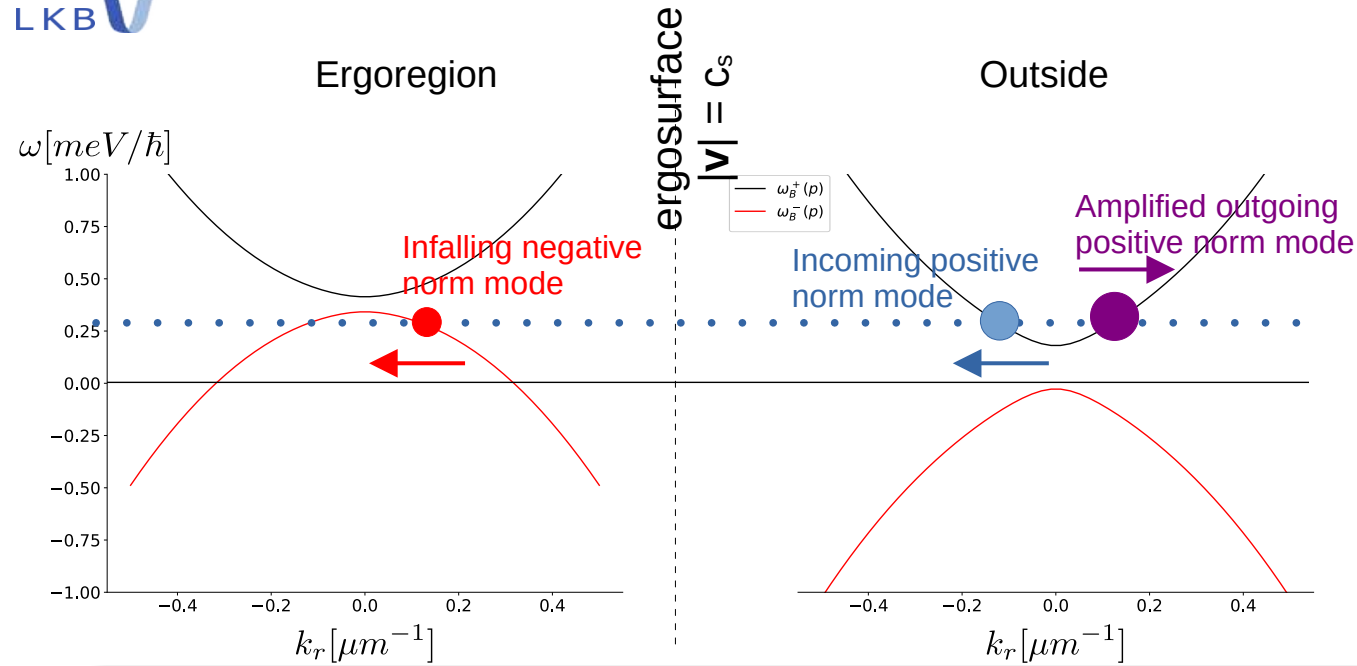 LKB
Ergoregion
ergosurface
|v| = cₛ
Outside
ω[meV/ħ]
1.00
0.75
0.50
0.25
0.00
−0.25
−0.50
−0.75
−1.00
Infalling negative
norm mode
−0.4 −0.2 0.0 0.2 0.4
k_r[μm⁻¹]
ω_B^+(p)
ω_B^−(p)
Incoming positive
norm mode
Amplified outgoing
positive norm mode
−0.4 −0.2 0.0 0.2 0.4
k_r[μm⁻¹]